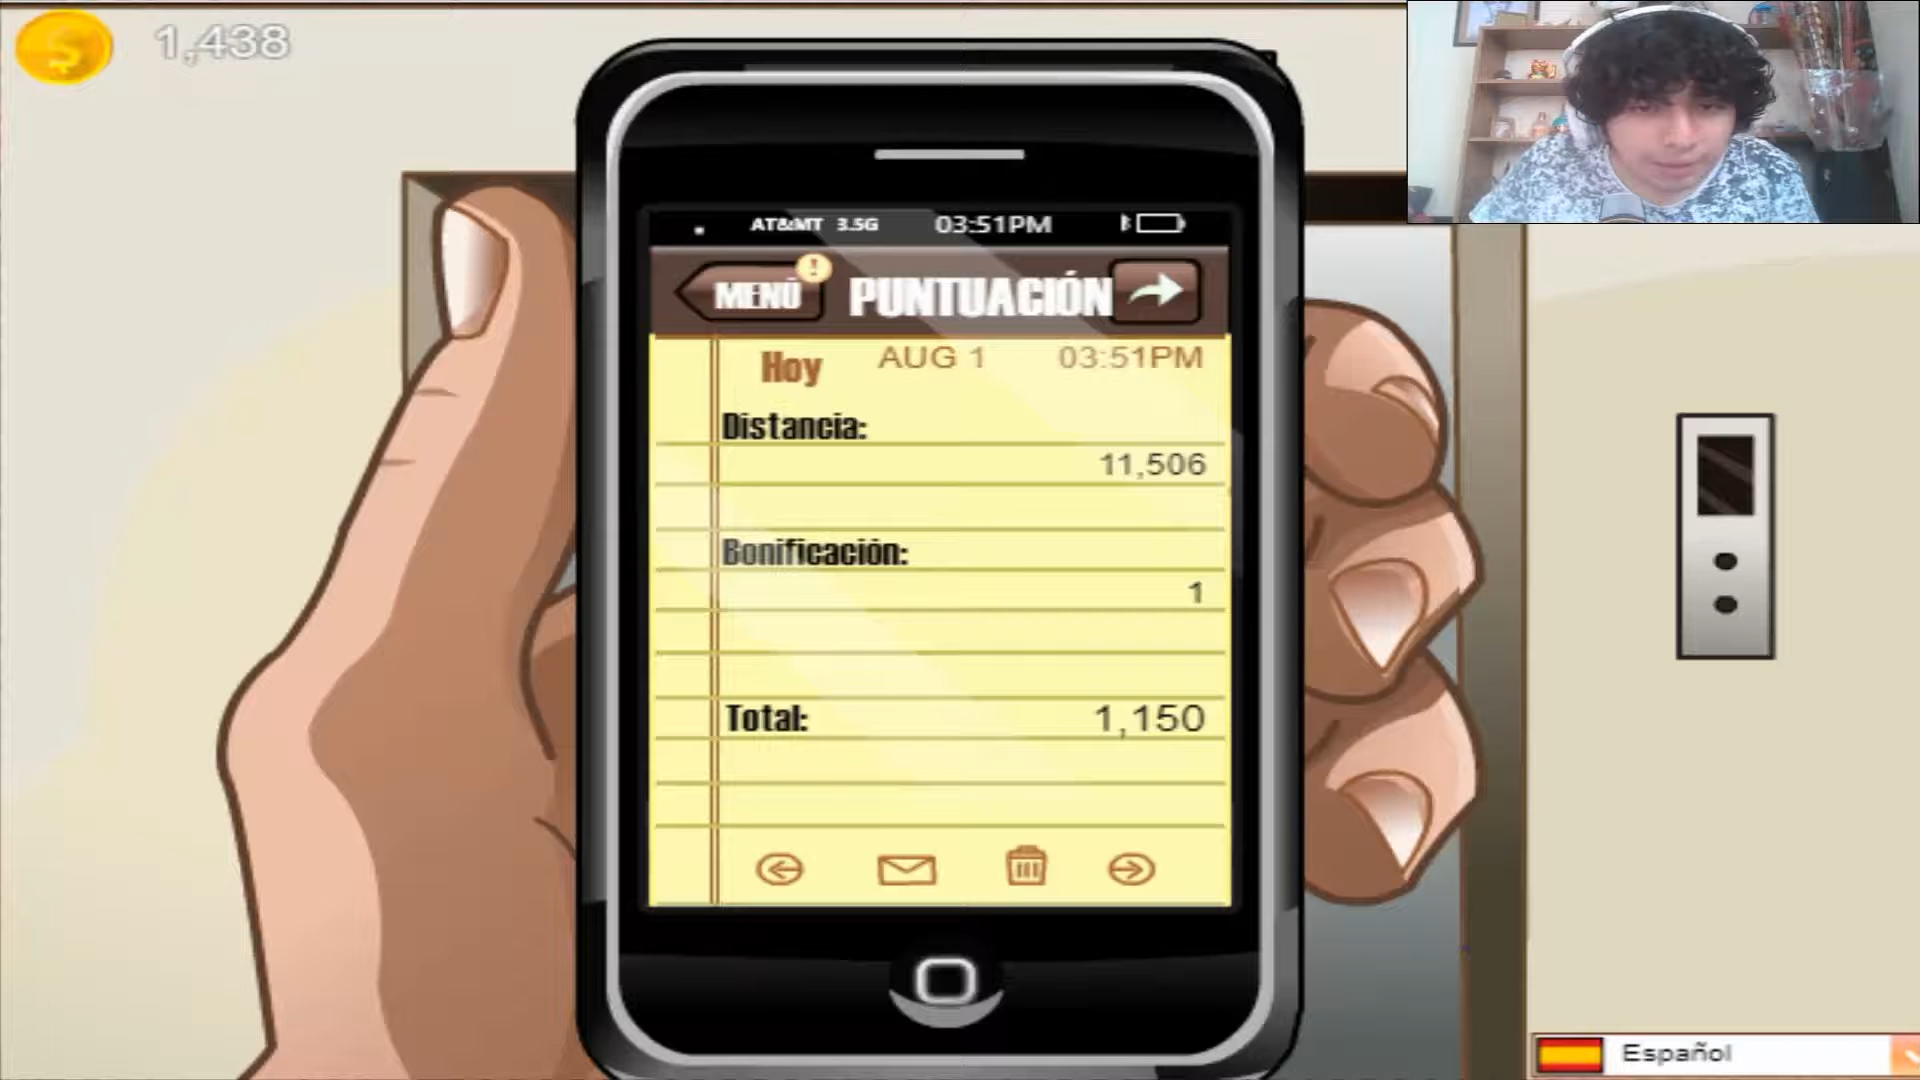 1,438
AT&MT 3.5G 03:51PM
MENÚ ! PUNTUACIÓN
Hoy AUG 1 03:51PM
Distancia:
11,506
Bonificación:
1
Total: 1,150
Español